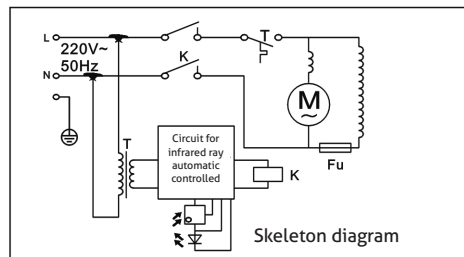 L
220V~
N
50Hz
K
T
M
~
Fu
T
Circuit for
infrared ray
automatic
controlled
K
Skeleton diagram